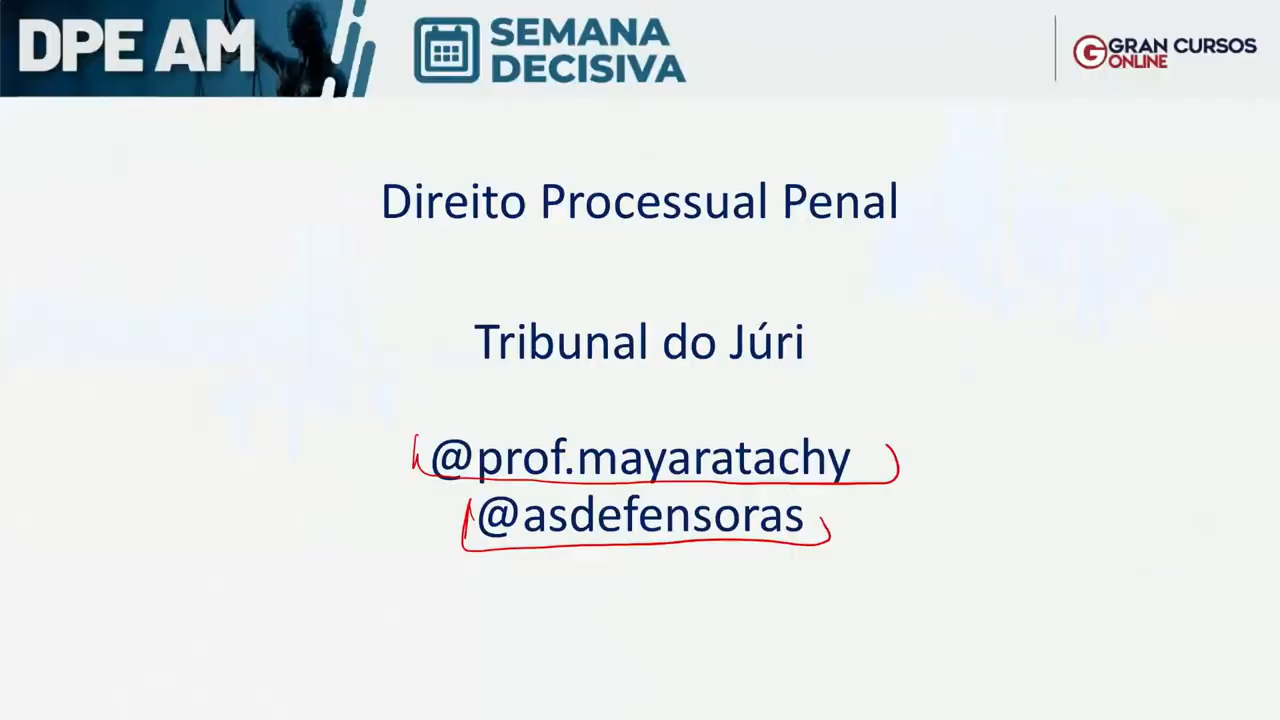 DPE AM
SEMANA
DECISIVA
GRAN CURSOS
ONLINE
Direito Processual Penal
Tribunal do Júri
@prof.mayaratachy
@asdefensoras